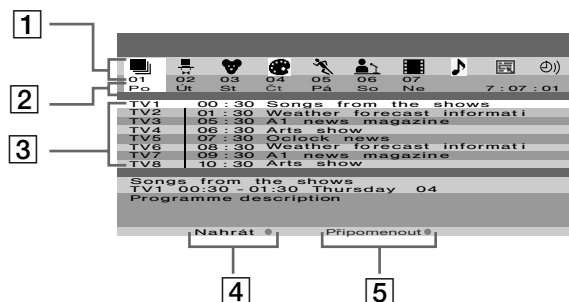 1
01 02 03 04 05 06 07
2
Po Út St Čt Pá So Ne 7 : 07 : 01
TV1 00 : 30 Songs from the shows
TV2 01 : 30 Weather forecast informati
TV3 05 : 30 A1 news magazine
3
TV4 06 : 30 Arts show
TV5 07 : 30 Oclock news
TV6 08 : 30 Weather forecast informati
TV7 09 : 30 A1 news magazine
TV8 10 : 30 Arts show
Songs from the shows
TV1 00:30 - 01:30 Thursday 04
Programme description
Nahrát Připomenout
4 5